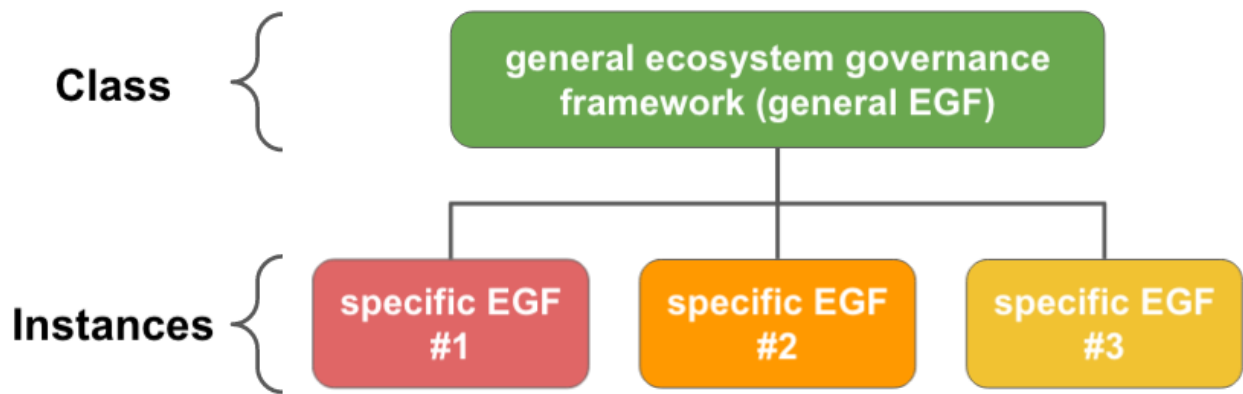 Class
general ecosystem governance
framework (general EGF)
Instances
specific EGF
#1
specific EGF
#2
specific EGF
#3